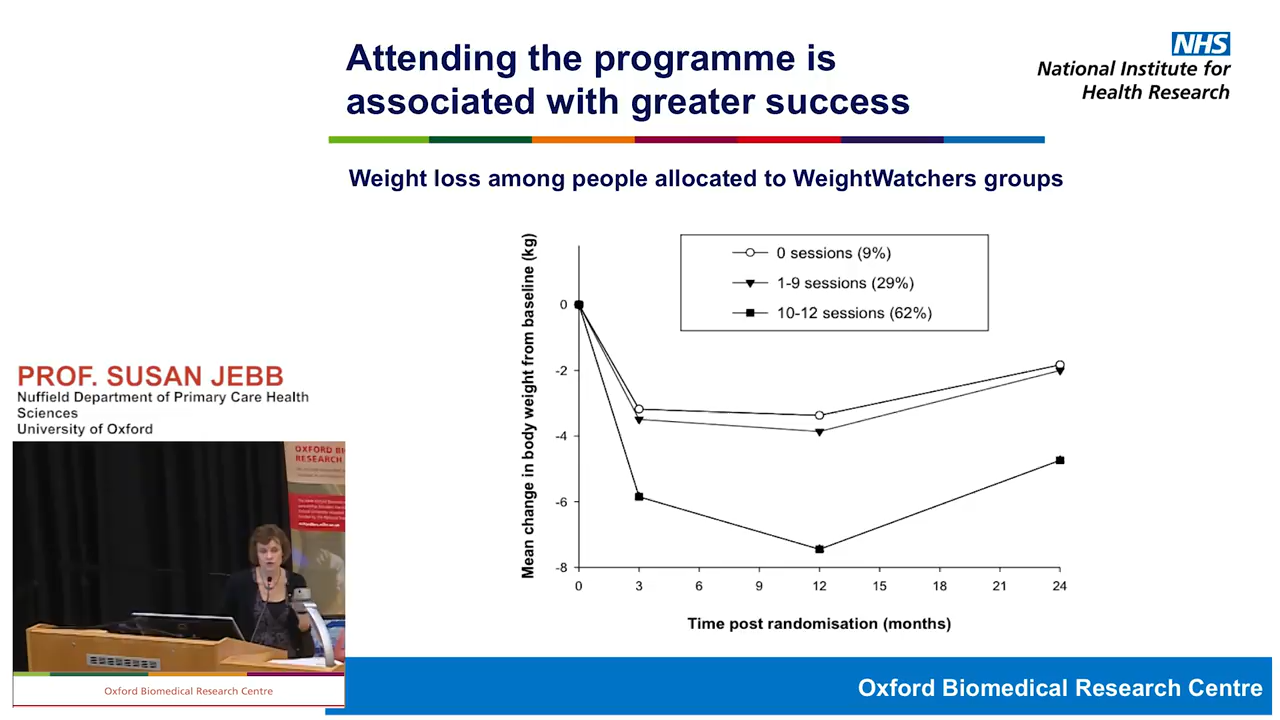 Attending the programme is
associated with greater success
NHS
National Institute for
Health Research
Weight loss among people allocated to WeightWatchers groups
Mean change in body weight from baseline (kg)
0 sessions (9%)
1-9 sessions (29%)
10-12 sessions (62%)
0
-2
-4
-6
-8
0 3 6 9 12 15 18 21 24
Time post randomisation (months)
PROF. SUSAN JEBB
Nuffield Department of Primary Care Health
Sciences
University of Oxford
OXFORD BI
RESEARCH
Oxford Biomedical Research Centre
Oxford Biomedical Research Centre